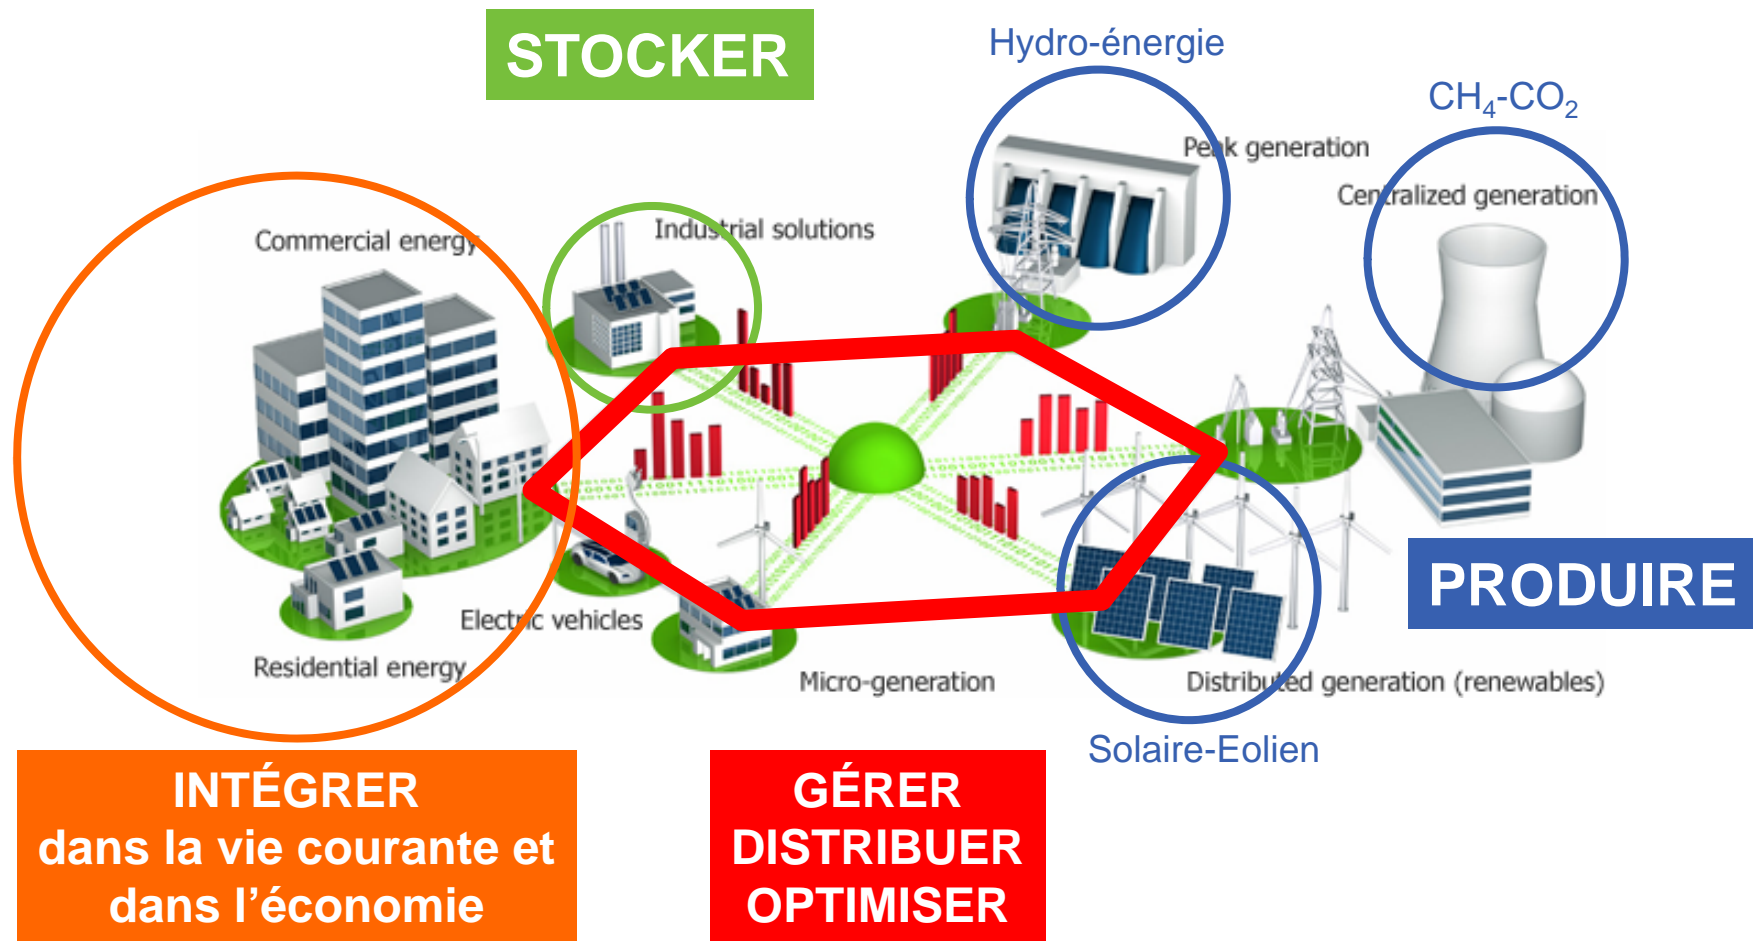 STOCKER
Hydro-énergie
CH₄-CO₂
Peak generation
Centralized generation
Industrial solutions
Commercial energy
Electric vehicles
Residential energy
Micro-generation
Distributed generation (renewables)
PRODUIRE
Solaire-Eolien
INTÉGRER
dans la vie courante et
dans l’économie
GÉRER
DISTRIBUER
OPTIMISER